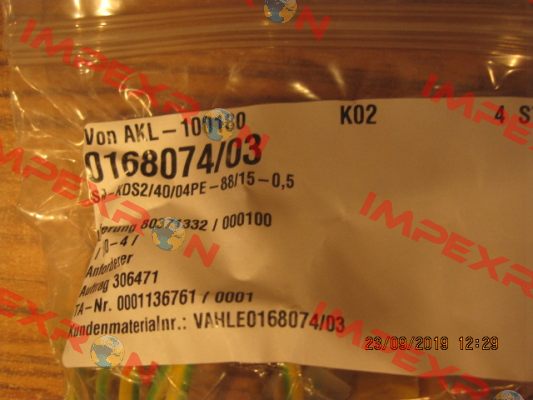 Von AKL-100180 K02 4
0168074/03
KDS2/40/04PE-88/15-0,5
80371332 / 000100
Auftrag 306471
TA-Nr. 0001136761 / 0001
Kundenmaterialnr.: VAHLE0168074/03
23/09/2019 12:29
IMPEXRON